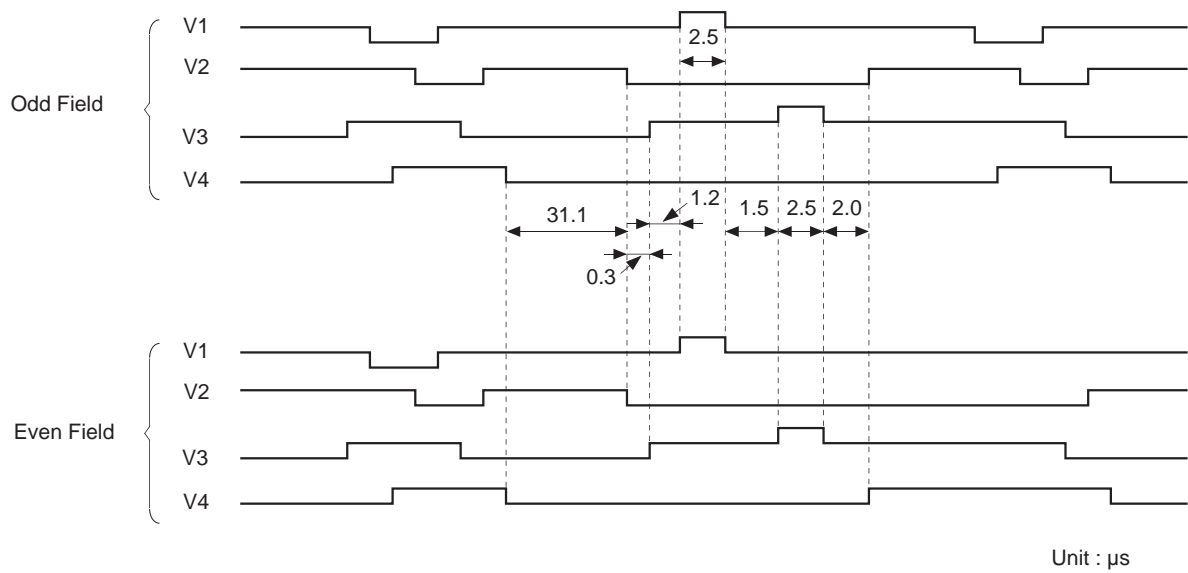 Odd Field
V1
2.5
V2
V3
V4
31.1
1.2
1.5
2.5
2.0
0.3
Even Field
V1
V2
V3
V4
Unit : μs